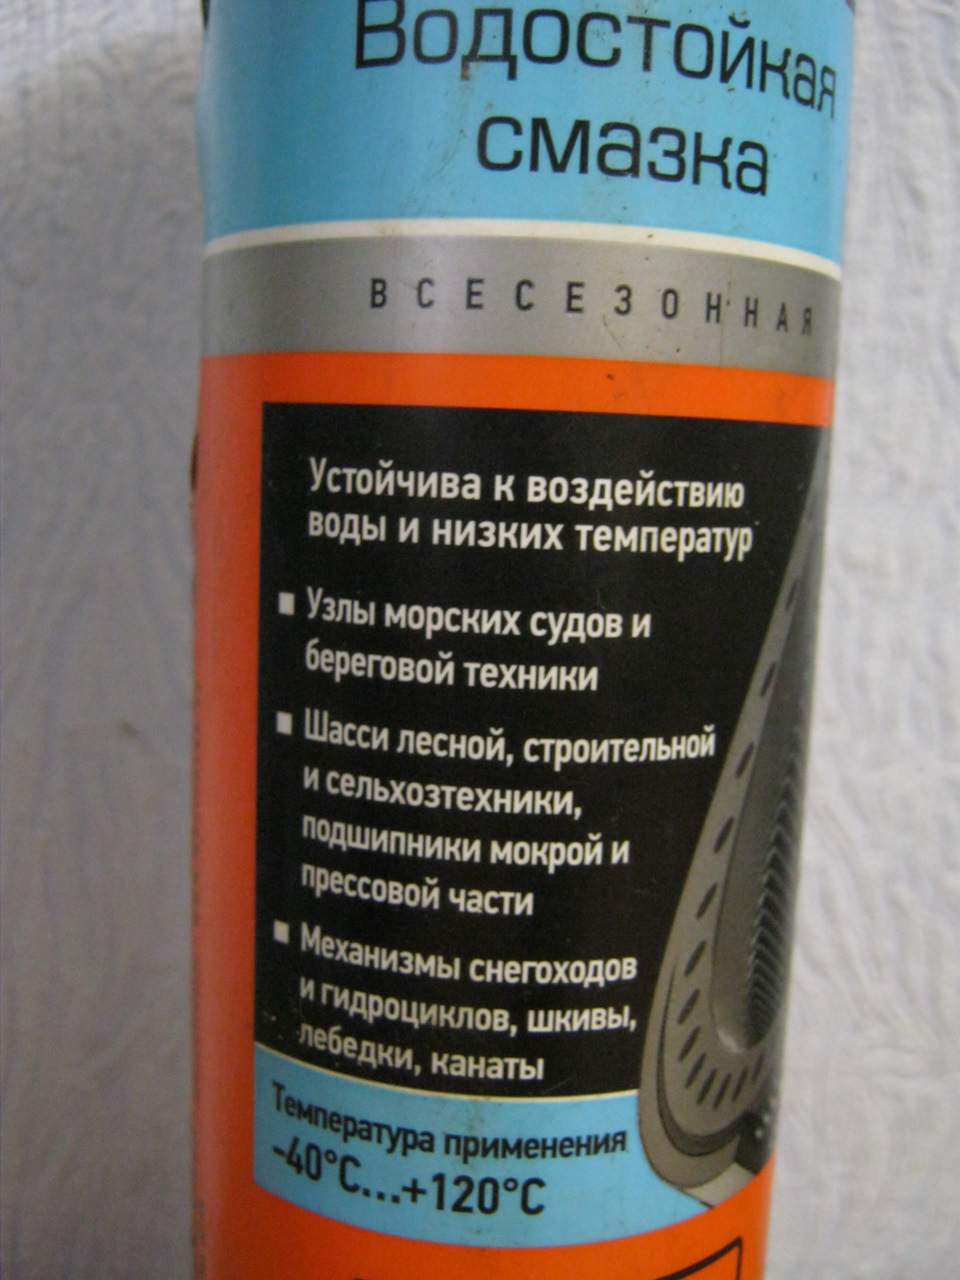 Водостойкая
смазка
ВСЕСЕЗОННАЯ
Устойчива к воздействию
воды и низких температур
Узлы морских судов и
береговой техники
Шасси лесной, строительной
и сельхозтехники,
подшипники мокрой и
прессовой части
Механизмы снегоходов
и гидроциклов, шкивы,
лебедки, канаты
Температура применения
-40°C...+120°C